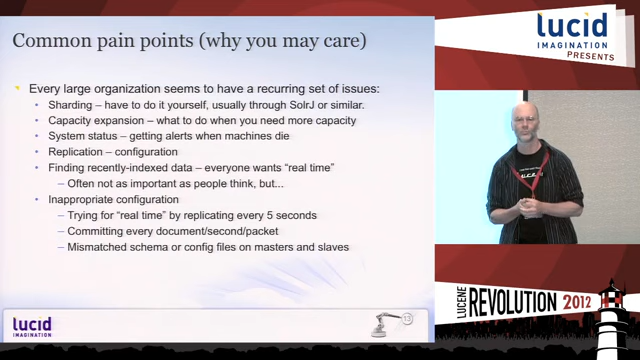 Common pain points (why you may care)
Every large organization seems to have a recurring set of issues:
• Sharding – have to do it yourself, usually through SolrJ or similar.
• Capacity expansion – what to do when you need more capacity
• System status – getting alerts when machines die
• Replication – configuration
• Finding recently-indexed data – everyone wants “real time”
– Often not as important as people think, but...
• Inappropriate configuration
– Trying for “real time” by replicating every 5 seconds
– Committing every document/second/packet
– Mismatched schema or config files on masters and slaves
lucid
IMAGINATION
13
lucid
IMAGINATION
PRESENTS
LUCENE
REVOLUTION 2012